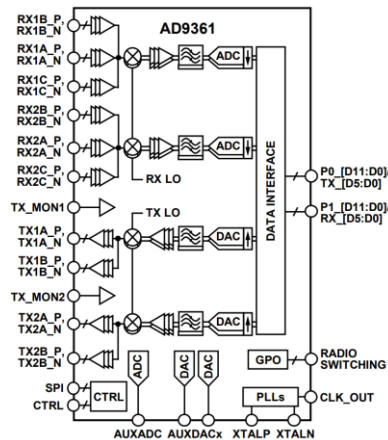 AD9361
RX1B_P,
RX1B_N
RX1A_P,
RX1A_N
RX1C_P,
RX1C_N
RX2B_P,
RX2B_N
RX2A_P,
RX2A_N
RX2C_P,
RX2C_N
TX_MON1
TX1A_P,
TX1A_N
TX1B_P,
TX1B_N
TX_MON2
TX2A_P,
TX2A_N
TX2B_P,
TX2B_N
SPI
CTRL
CTRL
ADC
ADC
RX LO
TX LO
DAC
DAC
DATA INTERFACE
P0_[D11:D0]/
TX_[D5:D0]
P1_[D11:D0]/
RX_[D5:D0]
ADC
DAC
DAC
GPO
RADIO
SWITCHING
PLLs
CLK_OUT
AUXADC
AUXDACx
XTALP
XTALN